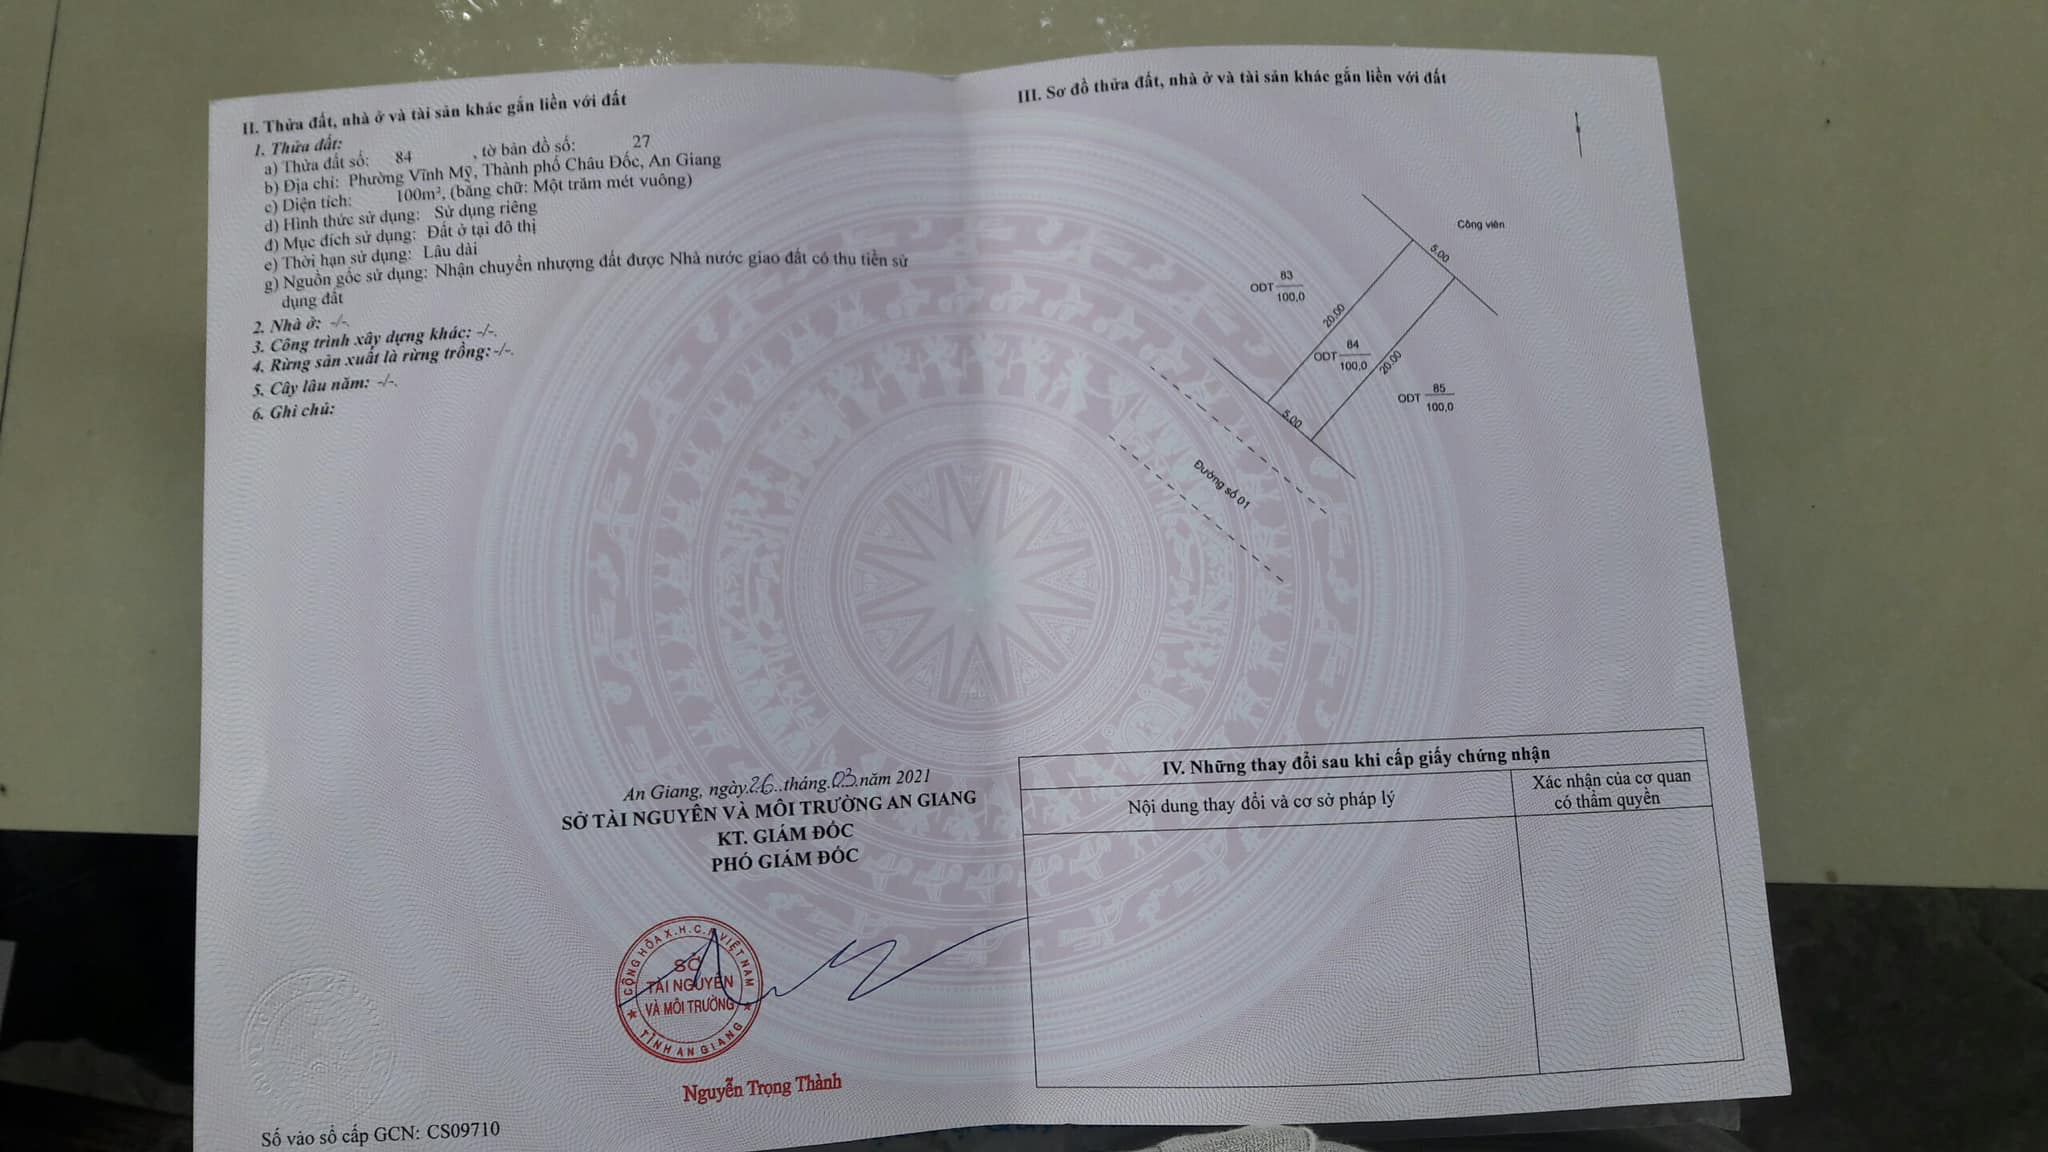 II. Thửa đất, nhà ở và tài sản khác gắn liền với đất
1. Thửa đất:
a) Thửa đất số: 84 , tờ bản đồ số: 27
b) Địa chỉ: Phường Vĩnh Mỹ, Thành phố Châu Đốc, An Giang
c) Diện tích: 100m², (bằng chữ: Một trăm mét vuông)
d) Hình thức sử dụng: Sử dụng riêng
đ) Mục đích sử dụng: Đất ở tại đô thị
e) Thời hạn sử dụng: Lâu dài
g) Nguồn gốc sử dụng: Nhận chuyển nhượng đất được Nhà nước giao đất có thu tiền sử
dụng đất
2. Nhà ở: -/-.
3. Công trình xây dựng khác: -/-.
4. Rừng sản xuất là rừng trồng:-/-.
5. Cây lâu năm: -/-.
6. Ghi chú:
An Giang, ngày.26..tháng.03.năm 2021
SỞ TÀI NGUYÊN VÀ MÔI TRƯỜNG AN GIANG
KT. GIÁM ĐỐC
PHÓ GIÁM ĐỐC
CỘNG HÒA X.H.C.N VIỆT NAM
SỞ
TÀI NGUYÊN
VÀ MÔI TRƯỜNG
TỈNH AN GIANG
Nguyễn Trọng Thành
Số vào sổ cấp GCN: CS09710
III. Sơ đồ thửa đất, nhà ở và tài sản khác gắn liền với đất
Công viên
5.00
83
ODT
100,0
20.00
84
ODT
100,0
20.00
85
ODT
100,0
5.00
Đường số 01
IV. Những thay đổi sau khi cấp giấy chứng nhận
Nội dung thay đổi và cơ sở pháp lý
Xác nhận của cơ quan
có thẩm quyền